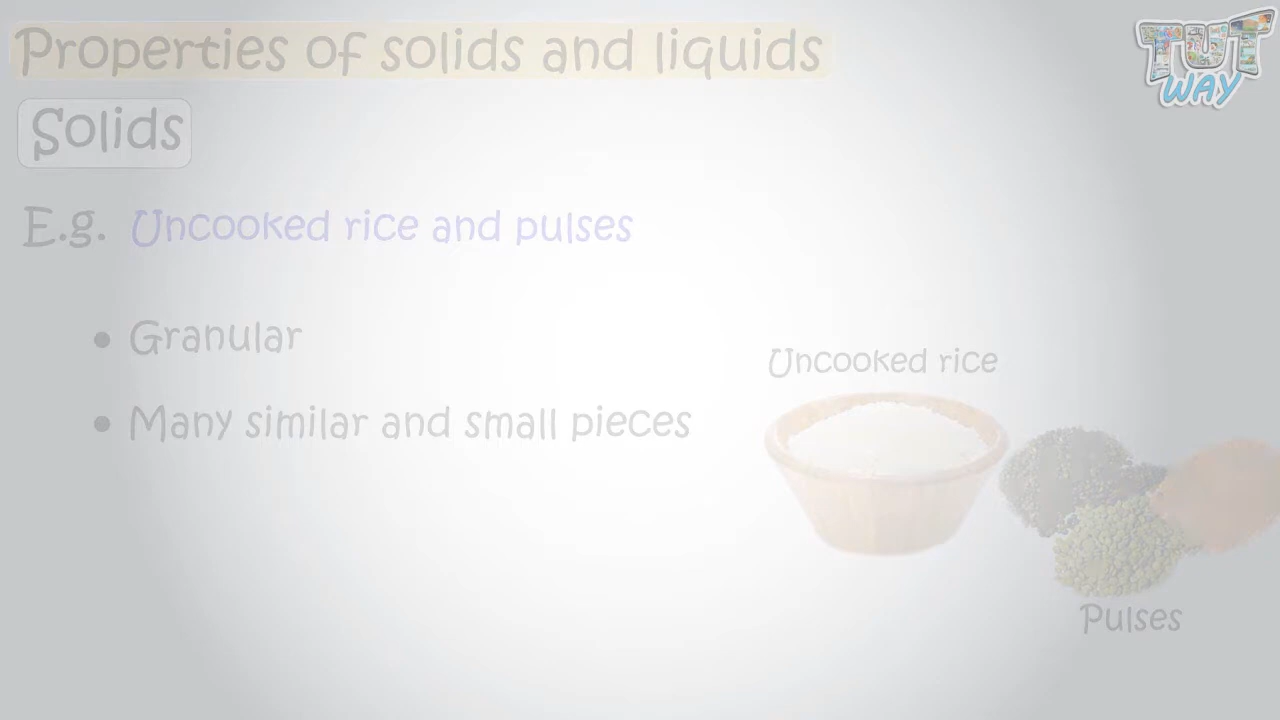 Properties of solids and liquids
TUT
WAY
Solids
E.g. Uncooked rice and pulses
• Granular
Uncooked rice
• Many similar and small pieces
Pulses